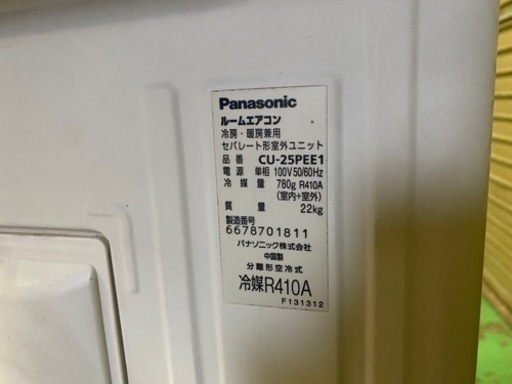 Panasonic
ルームエアコン
冷房・暖房兼用
セパレート形室外ユニット
品番 CU-25PEE1
電源 単相 100V 50/60Hz
冷媒量 780g R410A
(室内+室外)
質量 22kg
製造番号
6678701811
パナソニック株式会社
中国製
分離形空冷式
冷媒R410A
F131312